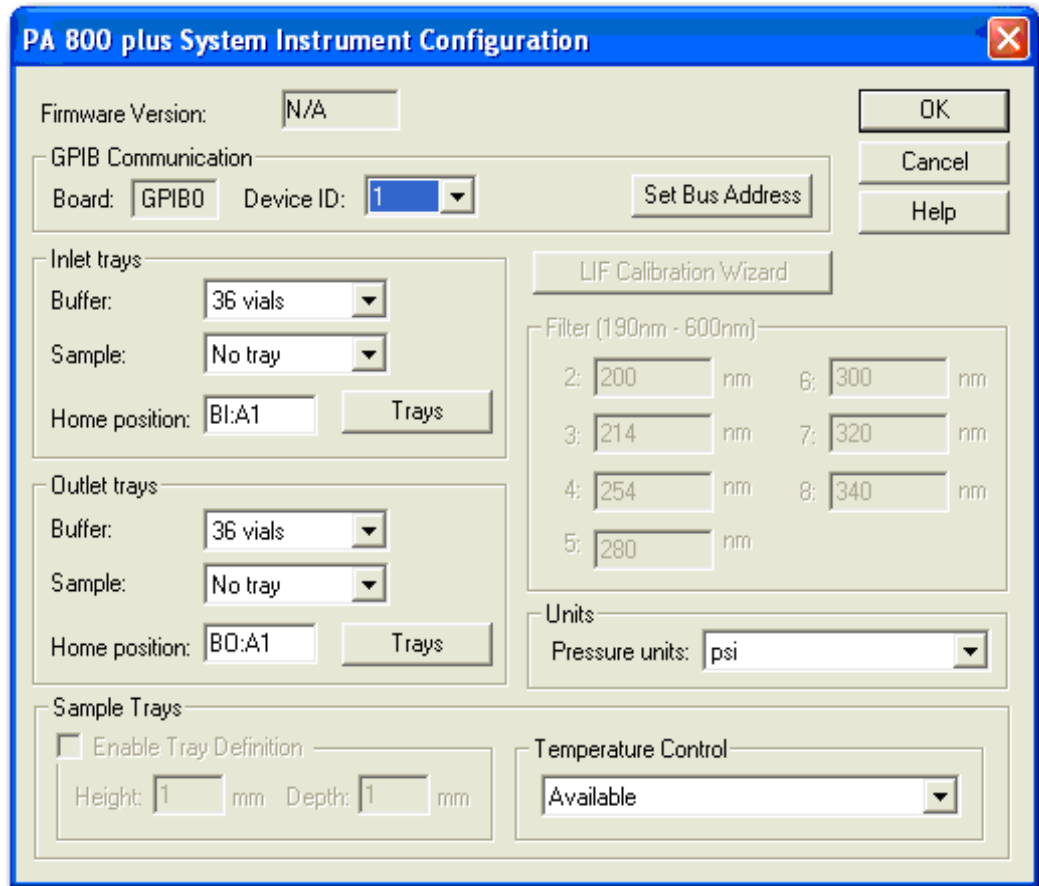 PA 800 plus System Instrument Configuration
Firmware Version: N/A
OK
GPIB Communication
Board: GPIB0 Device ID: 1 Set Bus Address
Cancel
Help
Inlet trays
Buffer: 36 vials
Sample: No tray
Home position: BI:A1 Trays
LIF Calibration Wizard
Filter (190nm - 600nm)
2: 200 nm 6: 300 nm
3: 214 nm 7: 320 nm
4: 254 nm 8: 340 nm
5: 280 nm
Outlet trays
Buffer: 36 vials
Sample: No tray
Home position: BO:A1 Trays
Units
Pressure units: psi
Sample Trays
Enable Tray Definition
Height: 1 mm Depth: 1 mm
Temperature Control
Available